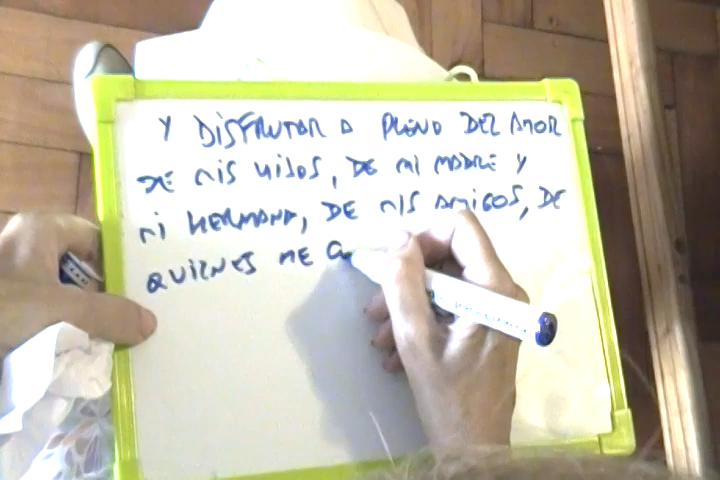 Y DISFRUTAR A PLENO DEL AMOR
DE MIS HIJOS, DE MI MADRE Y
MI HERMANA, DE MIS AMIGOS, DE
QUIENES ME